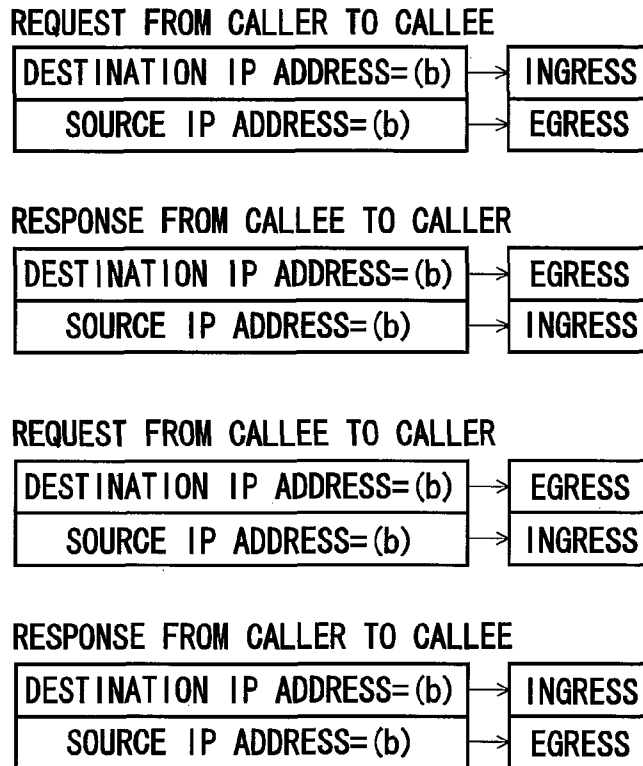 REQUEST FROM CALLER TO CALLEE
DESTINATION IP ADDRESS=(b) INGRESS
SOURCE IP ADDRESS=(b) EGRESS
RESPONSE FROM CALLEE TO CALLER
DESTINATION IP ADDRESS=(b) EGRESS
SOURCE IP ADDRESS=(b) INGRESS
REQUEST FROM CALLEE TO CALLER
DESTINATION IP ADDRESS=(b) EGRESS
SOURCE IP ADDRESS=(b) INGRESS
RESPONSE FROM CALLER TO CALLEE
DESTINATION IP ADDRESS=(b) INGRESS
SOURCE IP ADDRESS=(b) EGRESS